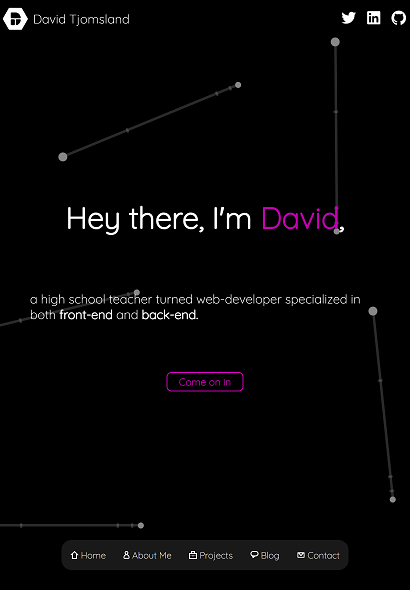 David Tjomsland
Hey there, I'm David,
a high school teacher turned web-developer specialized in
both front-end and back-end.
Come on in
Home About Me Projects Blog Contact